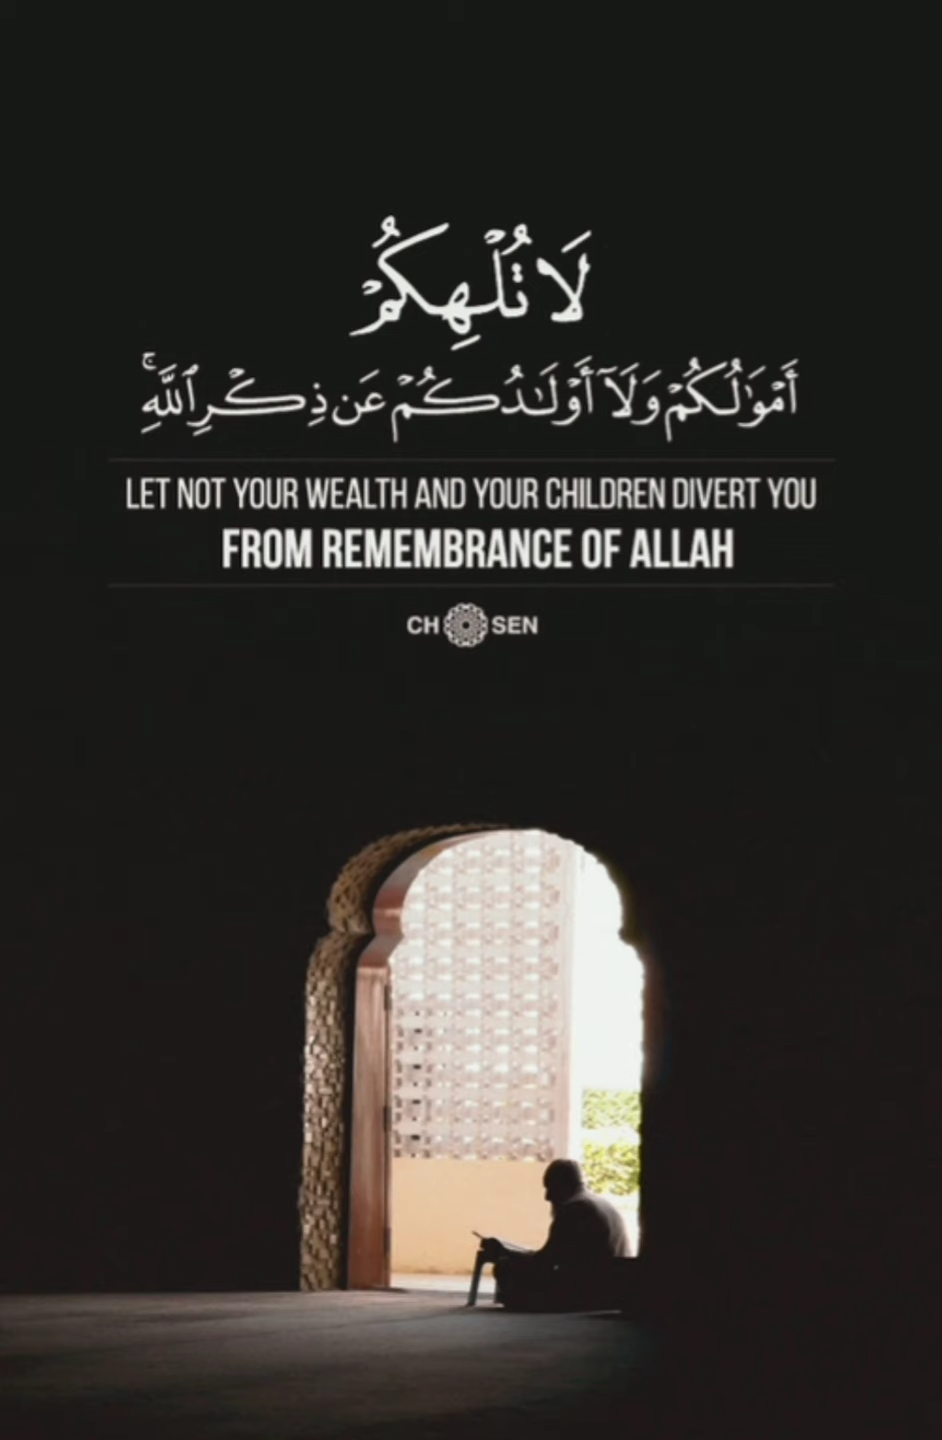 لَا تُلْهِكُمْ
أَمْوَٰلُكُمْ وَلَآ أَوْلَـٰدُكُمْ عَن ذِكْرِ ٱللَّهِ ۚ
LET NOT YOUR WEALTH AND YOUR CHILDREN DIVERT YOU
FROM REMEMBRANCE OF ALLAH
CHOSEN